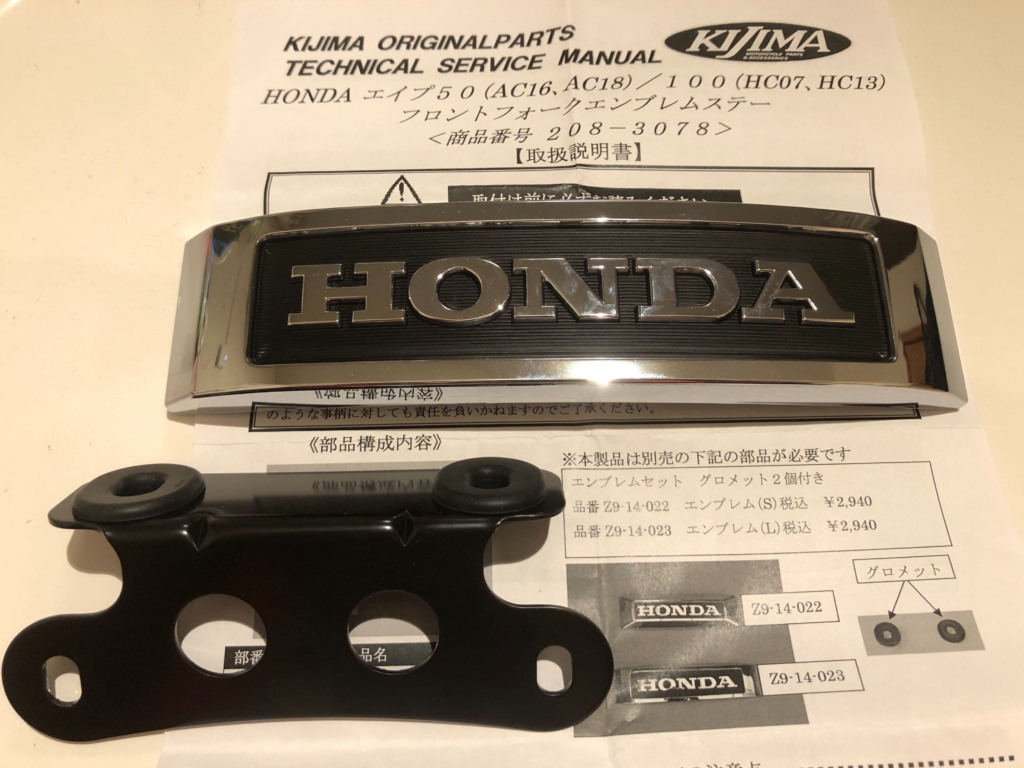 KIJIMA ORIGINALPARTS
TECHNICAL SERVICE MANUAL
KIJIMA
MOTORCYCLE PARTS
& ACCESSORIES
HONDA エイプ50(AC16、AC18)/100(HC07、HC13)
フロントフォークエンブレムステー
<商品番号 208-3078>
【取扱説明書】
HONDA
のような事柄に対しても責任を負いかねますのでご了承ください。
《部品構成内容》
※本製品は別売の下記の部品が必要です
エンブレムセット グロメット2個付き
品番 Z9-14-022 エンブレム(S)税込 ¥2,940
品番 Z9-14-023 エンブレム(L)税込 ¥2,940
グロメット
HONDA
Z9-14-022
HONDA
Z9-14-023
部番
品名